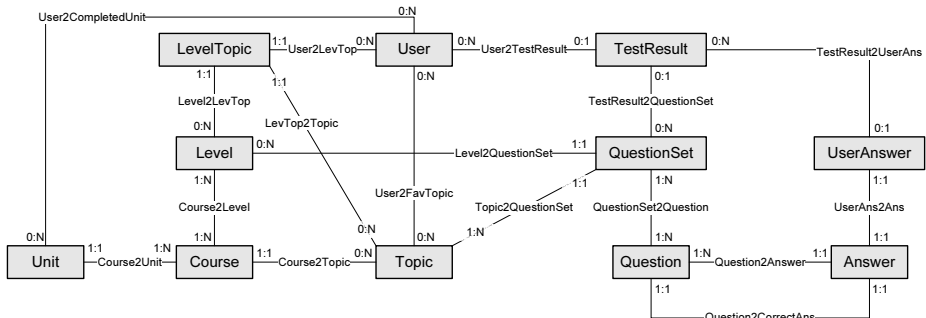 User2CompletedUnit 0:N
LevelTopic 1:1 User2LevTop 0:N User 0:N User2TestResult 0:1 TestResult 0:N
TestResult2UserAns
1:1 1:1 0:N 0:1
Level2LevTop LevTop2Topic TestResult2QuestionSet
0:N 0:N 0:1
Level 0:N Level2QuestionSet 1:1 QuestionSet UserAnswer
1:N 1:1 1:N 1:1
User2FavTopic
Course2Level Topic2QuestionSet QuestionSet2Question UserAns2Ans
0:N 1:N 0:N 0:N 1:N 1:N 1:1
Unit 1:1 Course2Unit 1:N Course 1:1 Course2Topic 0:N Topic Question 1:N Question2Answer 1:1 Answer
1:1 1:1
Question2CorrectAns